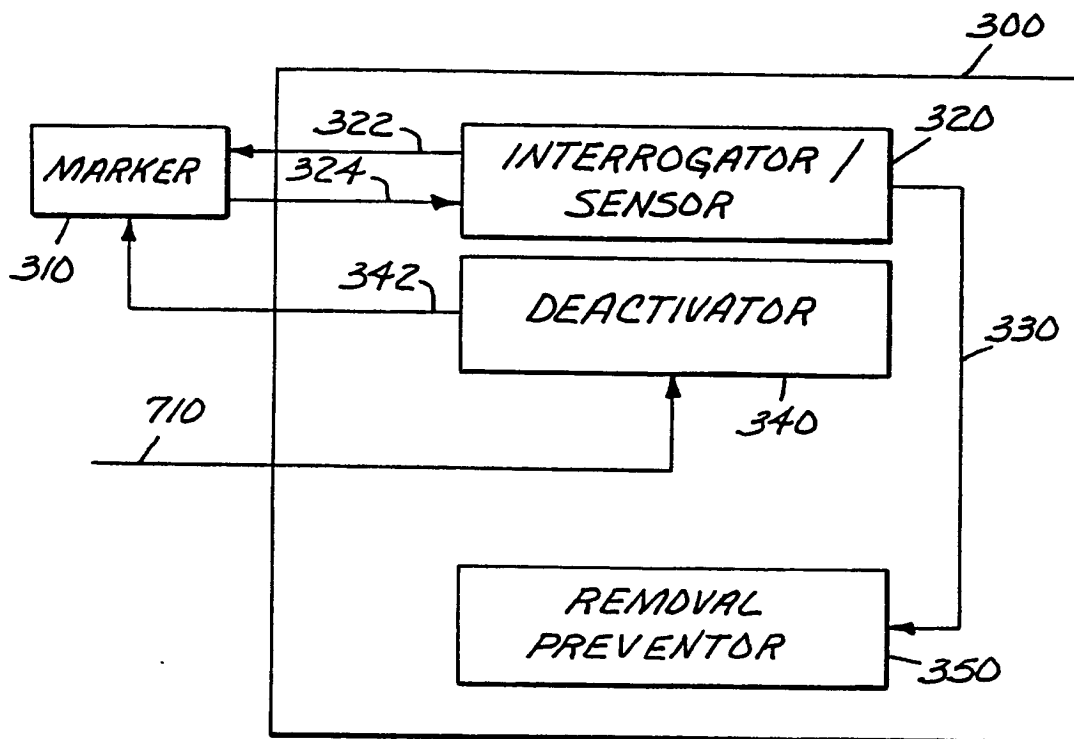 300
322
INTERROGATOR /
SENSOR
320
MARKER
324
310
342
DEACTIVATOR
330
710
340
REMOVAL
PREVENTOR
350